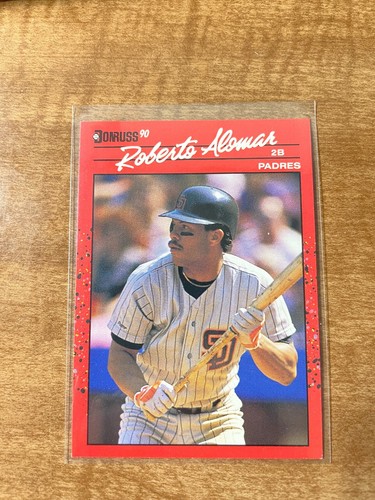 DONRUSS 90
Roberto Alomar
2B
PADRES
SD